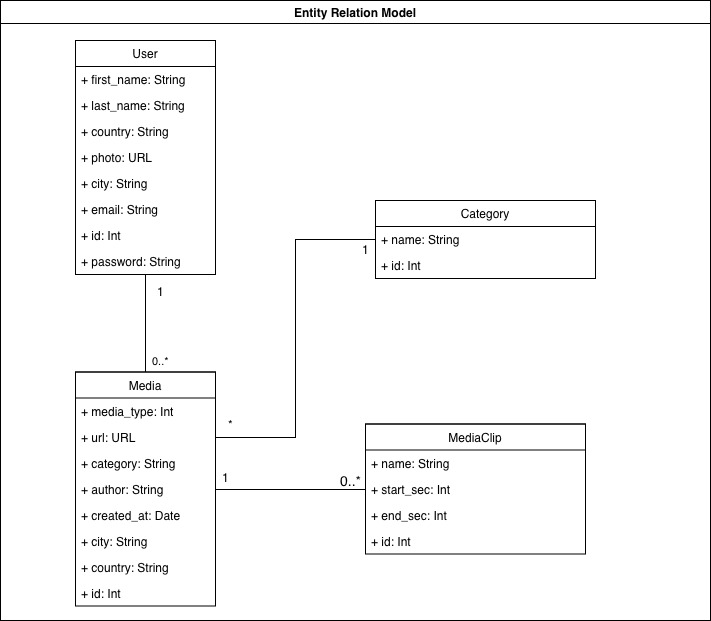 Entity Relation Model
User
+ first_name: String
+ last_name: String
+ country: String
+ photo: URL
+ city: String
+ email: String
+ id: Int
+ password: String
1
0..*
Category
+ name: String
+ id: Int
1
*
Media
+ media_type: Int
+ url: URL
+ category: String
+ author: String
+ created_at: Date
+ city: String
+ country: String
+ id: Int
1
0..*
MediaClip
+ name: String
+ start_sec: Int
+ end_sec: Int
+ id: Int